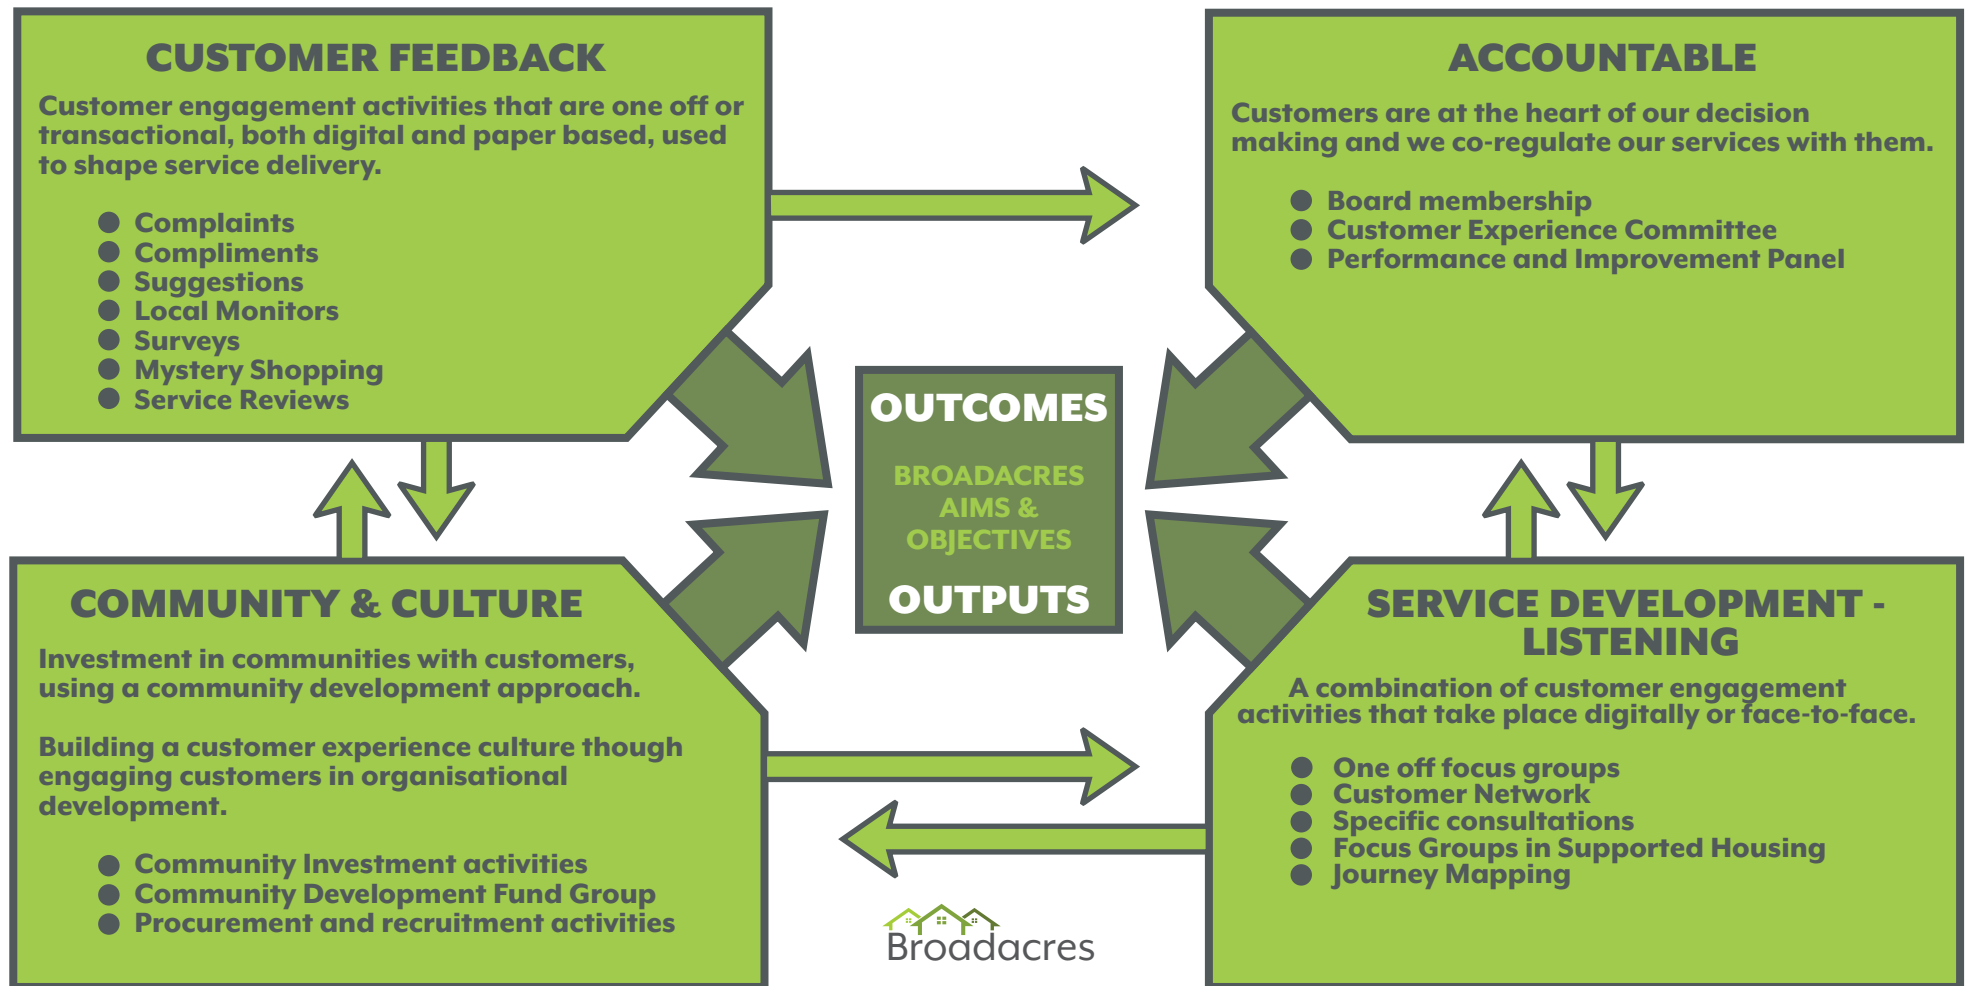 CUSTOMER FEEDBACK
Customer engagement activities that are one off or
transactional, both digital and paper based, used
to shape service delivery.
● Complaints
● Compliments
● Suggestions
● Local Monitors
● Surveys
● Mystery Shopping
● Service Reviews
ACCOUNTABLE
Customers are at the heart of our decision
making and we co-regulate our services with them.
● Board membership
● Customer Experience Committee
● Performance and Improvement Panel
OUTCOMES
BROADACRES
AIMS &
OBJECTIVES
OUTPUTS
COMMUNITY & CULTURE
Investment in communities with customers,
using a community development approach.
Building a customer experience culture though
engaging customers in organisational
development.
● Community Investment activities
● Community Development Fund Group
● Procurement and recruitment activities
SERVICE DEVELOPMENT -
LISTENING
A combination of customer engagement
activities that take place digitally or face-to-face.
● One off focus groups
● Customer Network
● Specific consultations
● Focus Groups in Supported Housing
● Journey Mapping
Broadacres